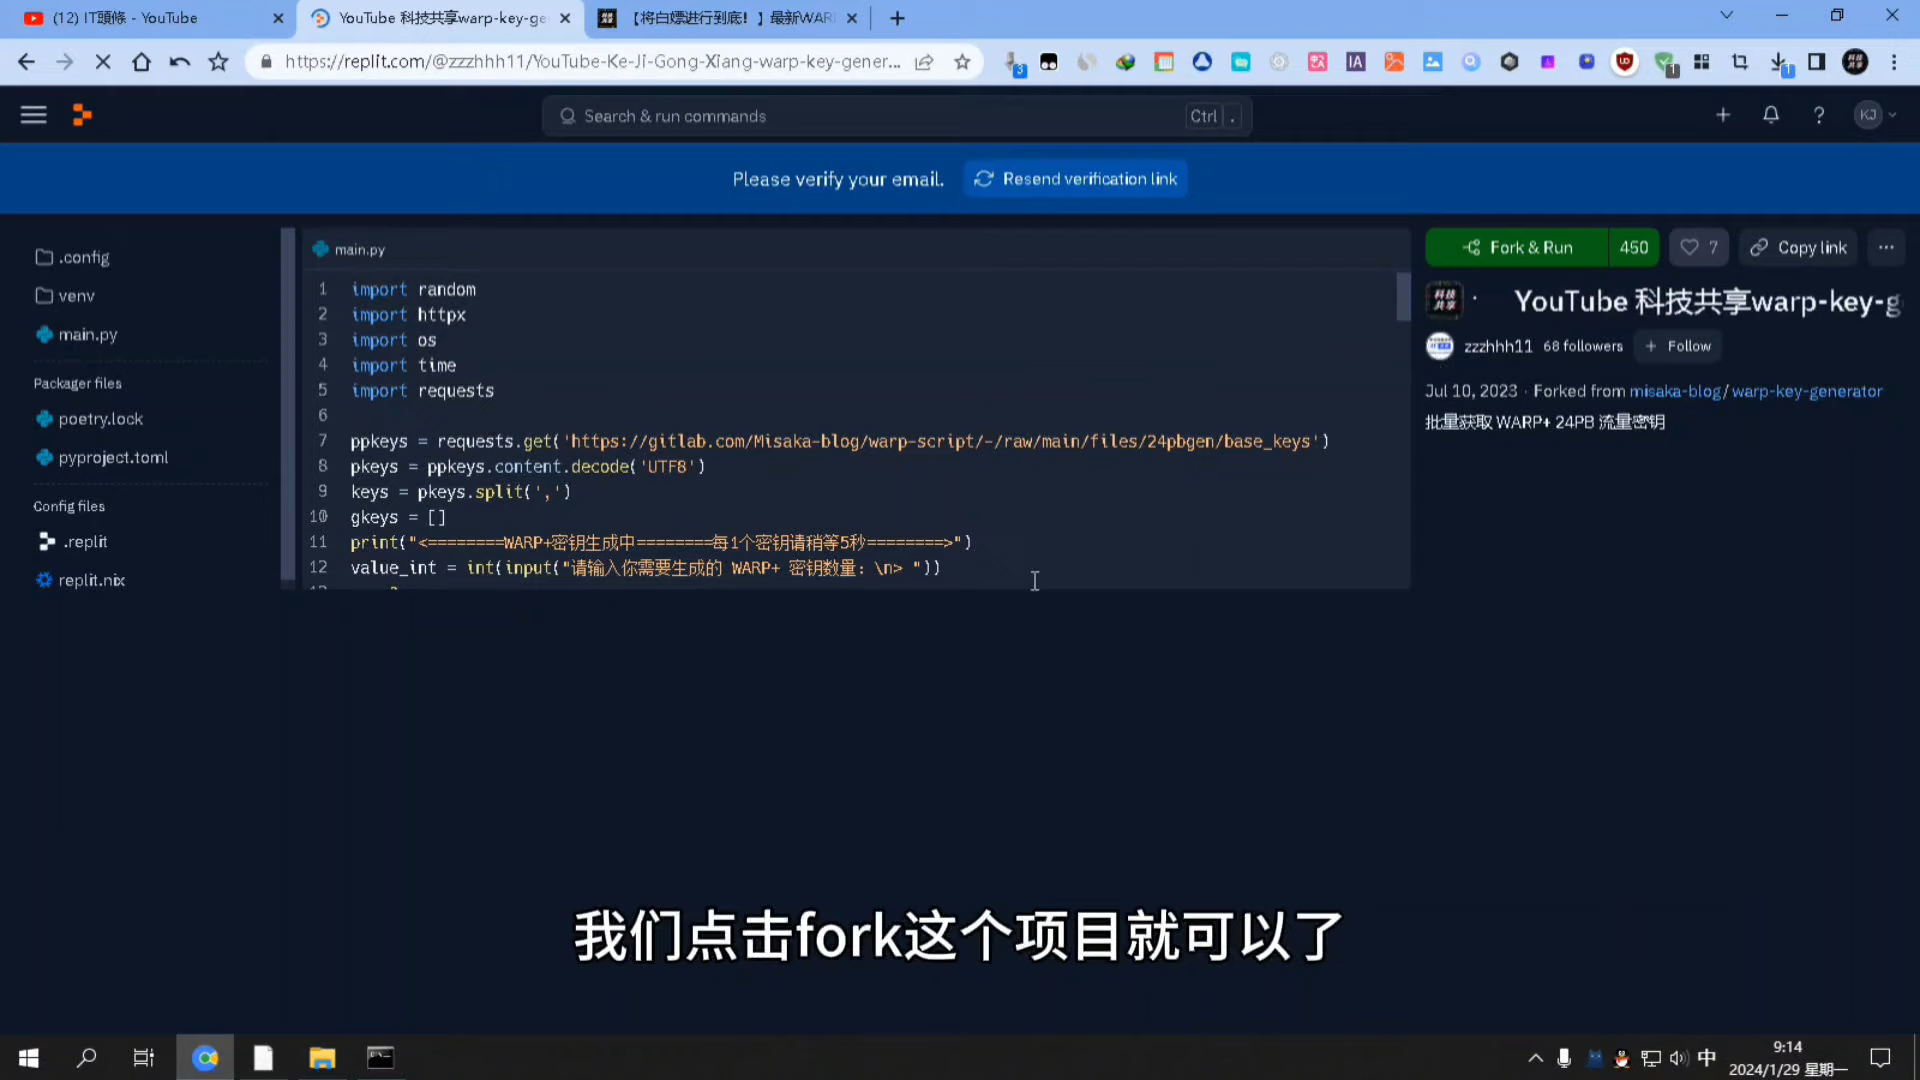 (12) IT頭條 - YouTube
YouTube 科技共享warp-key-ge
【将白嫖进行到底！】最新WAR
https://replit.com/@zzzhhh11/YouTube-Ke-Ji-Gong-Xiang-warp-key-gener...
3
IA
1
1
Search & run commands
Ctrl .
KJ
Please verify your email.
Resend verification link
.config
venv
main.py
Packager files
poetry.lock
pyproject.toml
Config files
.replit
replit.nix
main.py
1 import random
2 import httpx
3 import os
4 import time
5 import requests
6
7 ppkeys = requests.get('https://gitlab.com/Misaka-blog/warp-script/-/raw/main/files/24pbgen/base_keys')
8 pkeys = ppkeys.content.decode('UTF8')
9 keys = pkeys.split(',')
10 gkeys = []
11 print("<========WARP+密钥生成中========每1个密钥请稍等5秒========>")
12 value_int = int(input("请输入你需要生成的 WARP+ 密钥数量: \n> "))
Fork & Run 450
7
Copy link
科技共享
YouTube 科技共享warp-key-g
zzzhhh11 68 followers
+ Follow
Jul 10, 2023 · Forked from misaka-blog/warp-key-generator
批量获取 WARP+ 24PB 流量密钥
我们点击fork这个项目就可以了
中
9:14
2024/1/29 星期一